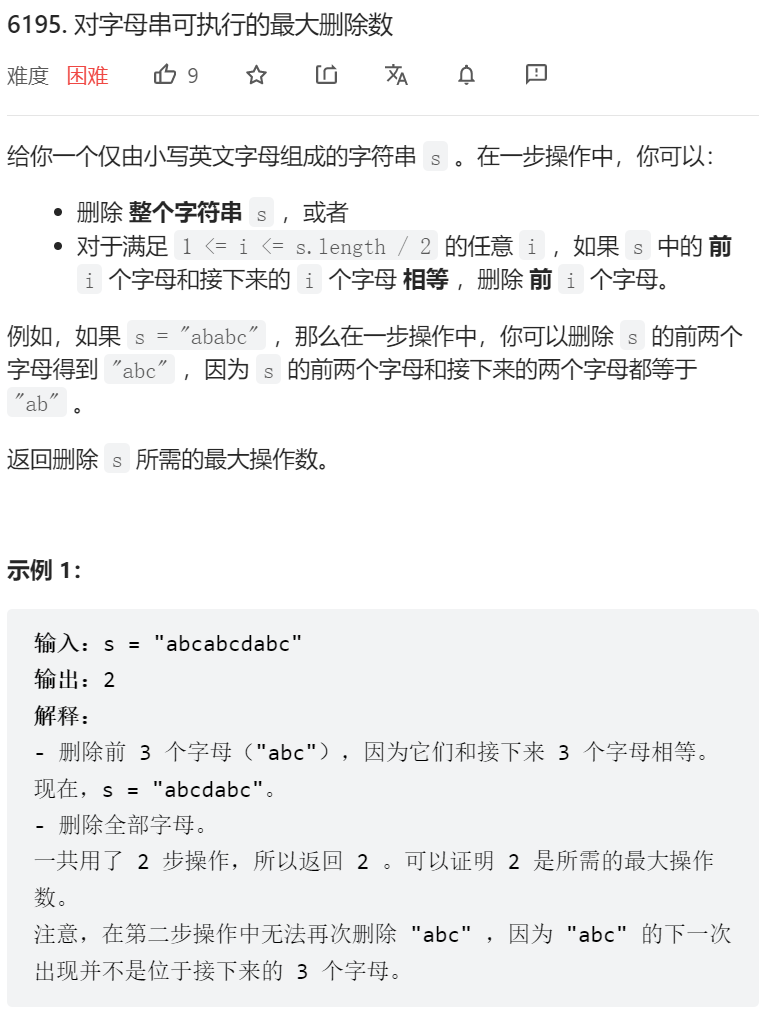 6195. 对字母串可执行的最大删除数
难度 困难 9
给你一个仅由小写英文字母组成的字符串 s 。在一步操作中，你可以：
• 删除 整个字符串 s ，或者
• 对于满足 1 <= i <= s.length / 2 的任意 i ，如果 s 中的 前
i 个字母和接下来的 i 个字母 相等 ，删除 前 i 个字母。
例如，如果 s = "ababc" ，那么在一步操作中，你可以删除 s 的前两个
字母得到 "abc" ，因为 s 的前两个字母和接下来的两个字母都等于
"ab" 。
返回删除 s 所需的最大操作数。
示例 1：
输入：s = "abcabcdabc"
输出：2
解释：
- 删除前 3 个字母（"abc"），因为它们和接下来 3 个字母相等。
现在，s = "abcdabc"。
- 删除全部字母。
一共用了 2 步操作，所以返回 2 。可以证明 2 是所需的最大操作
数。
注意，在第二步操作中无法再次删除 "abc" ，因为 "abc" 的下一次
出现并不是位于接下来的 3 个字母。